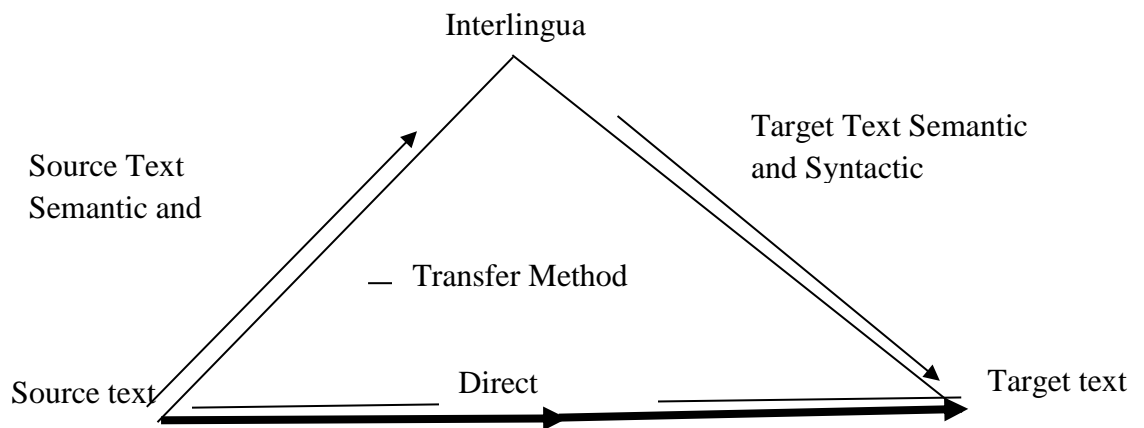 Interlingua
Target Text Semantic
and Syntactic
Source Text
Semantic and
Transfer Method
Source text
Direct
Target text